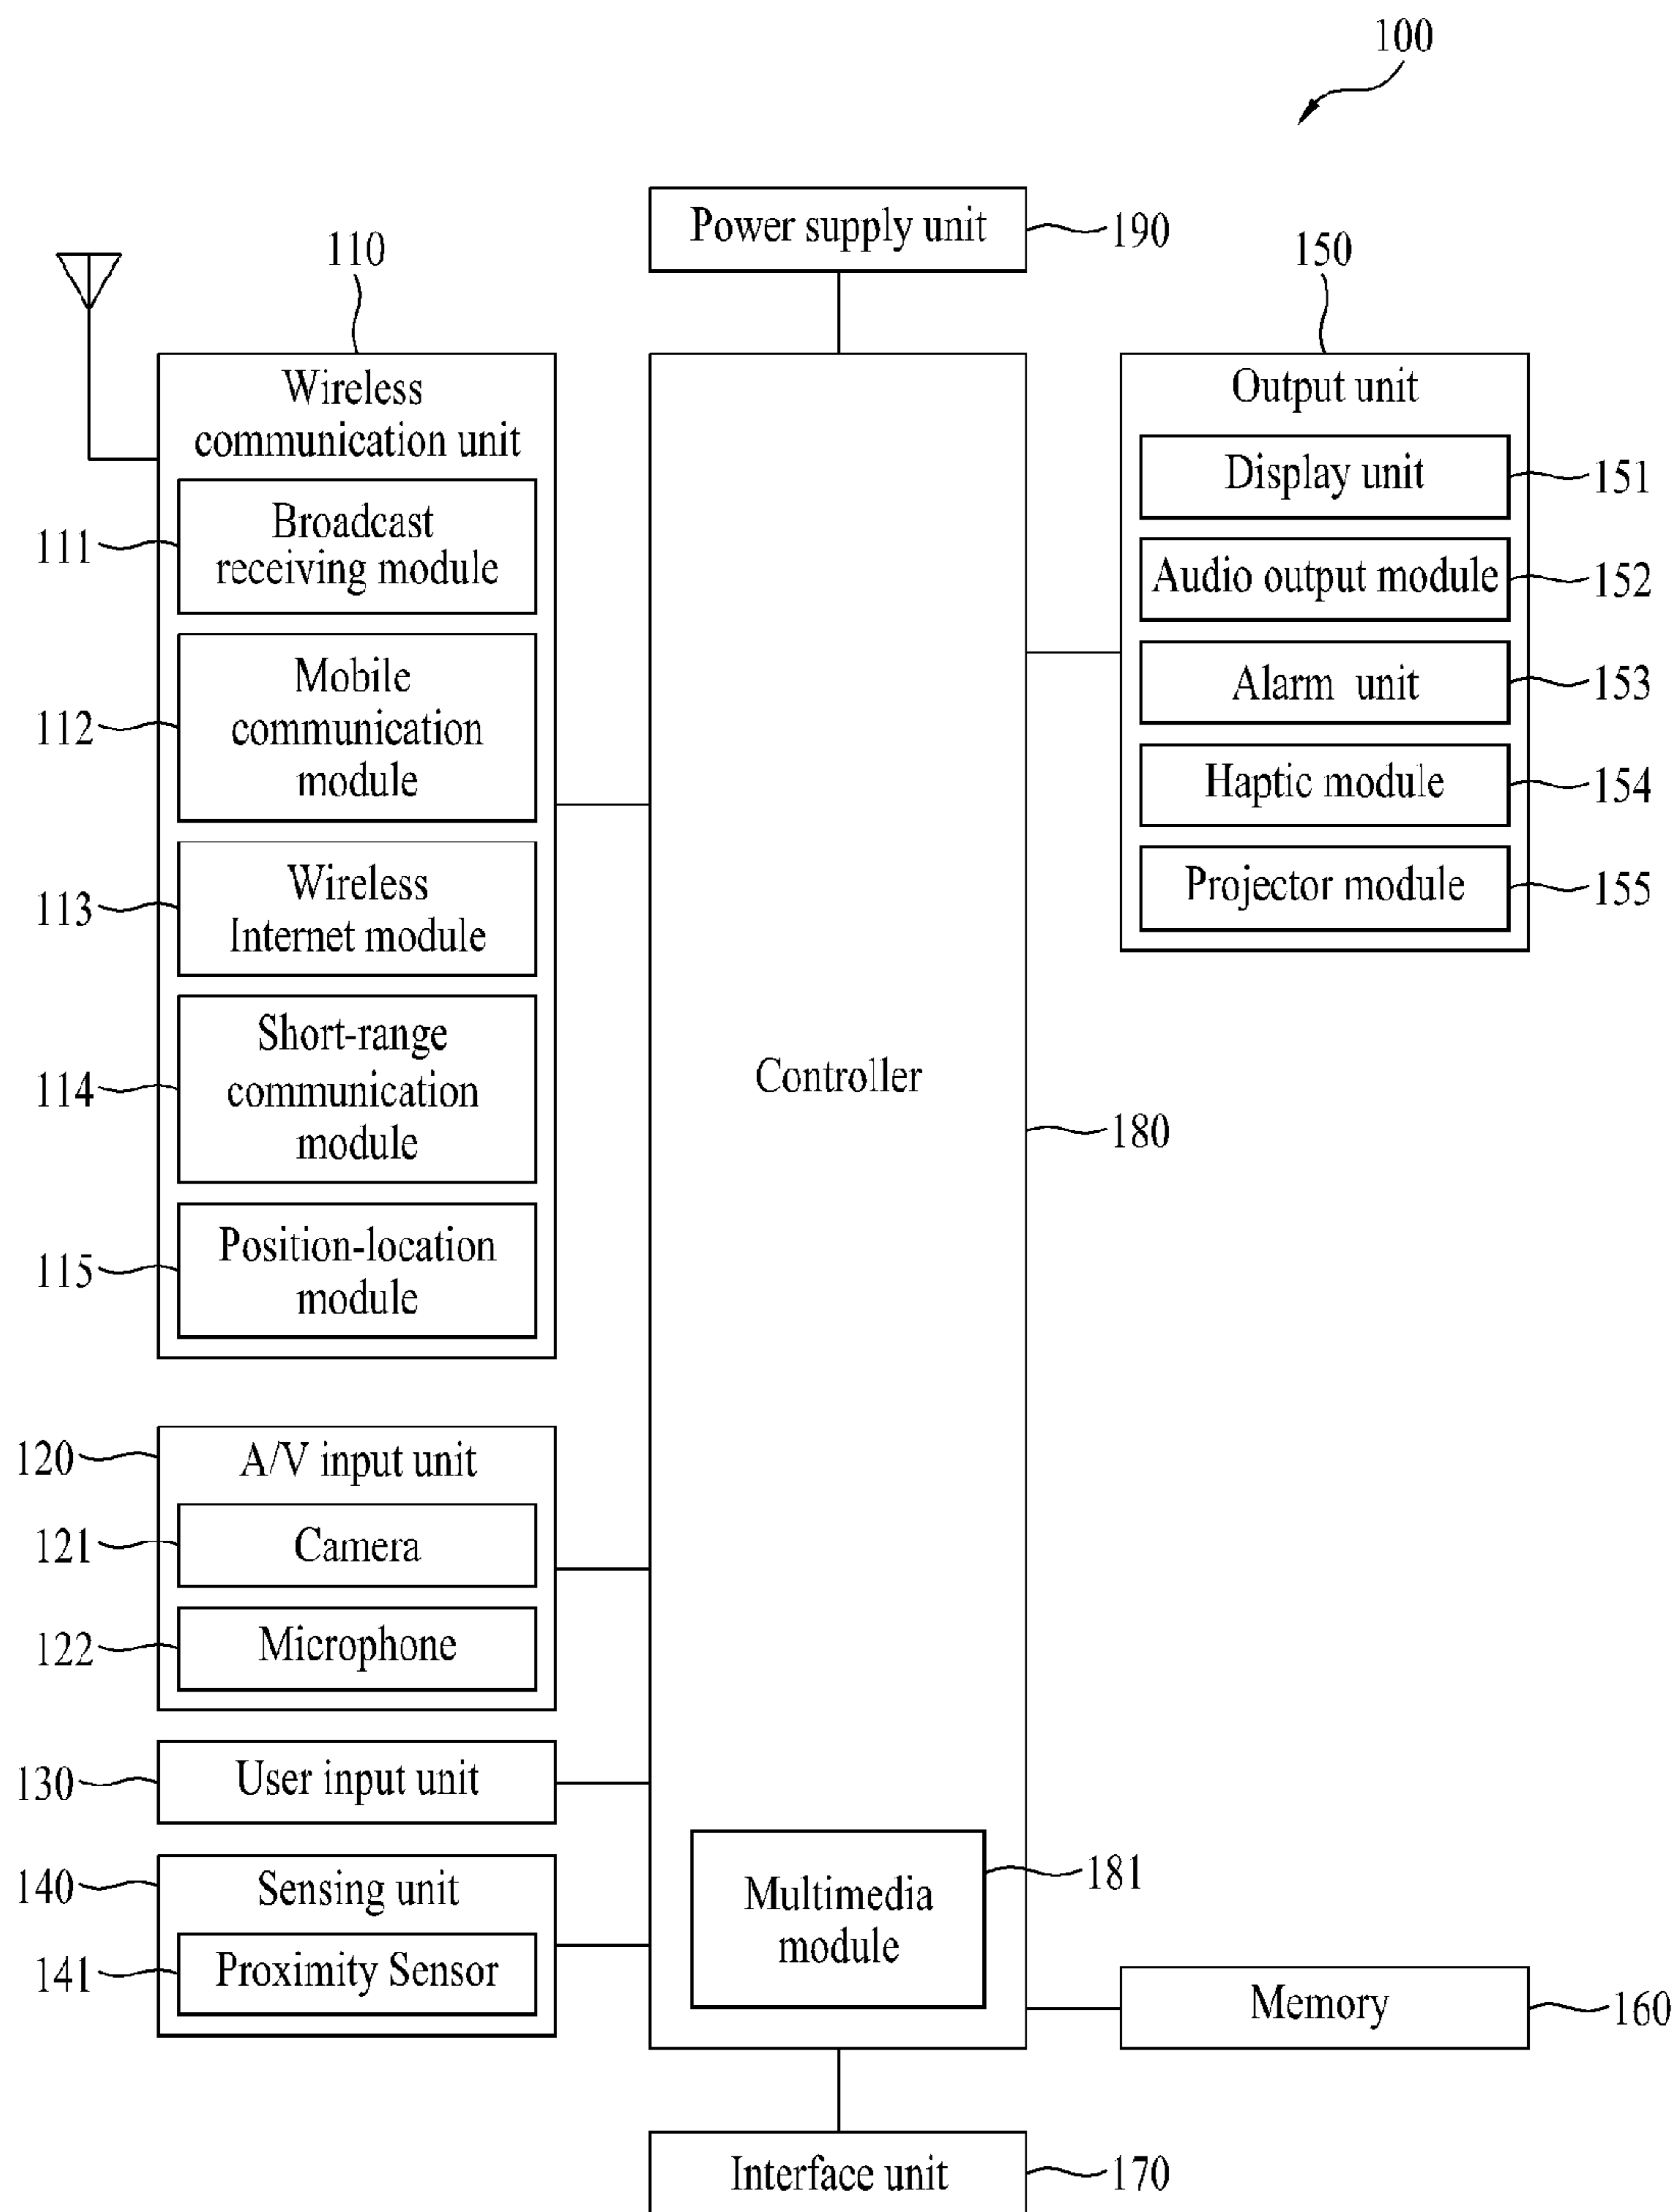 100
Power supply unit
190
110
Wireless
communication unit
111
Broadcast
receiving module
112
Mobile
communication
module
113
Wireless
Internet module
114
Short-range
communication
module
115
Position-location
module
120
A/V input unit
121
Camera
122
Microphone
130
User input unit
140
Sensing unit
141
Proximity Sensor
Controller
180
Multimedia
module
181
150
Output unit
Display unit
151
Audio output module
152
Alarm unit
153
Haptic module
154
Projector module
155
Memory
160
Interface unit
170